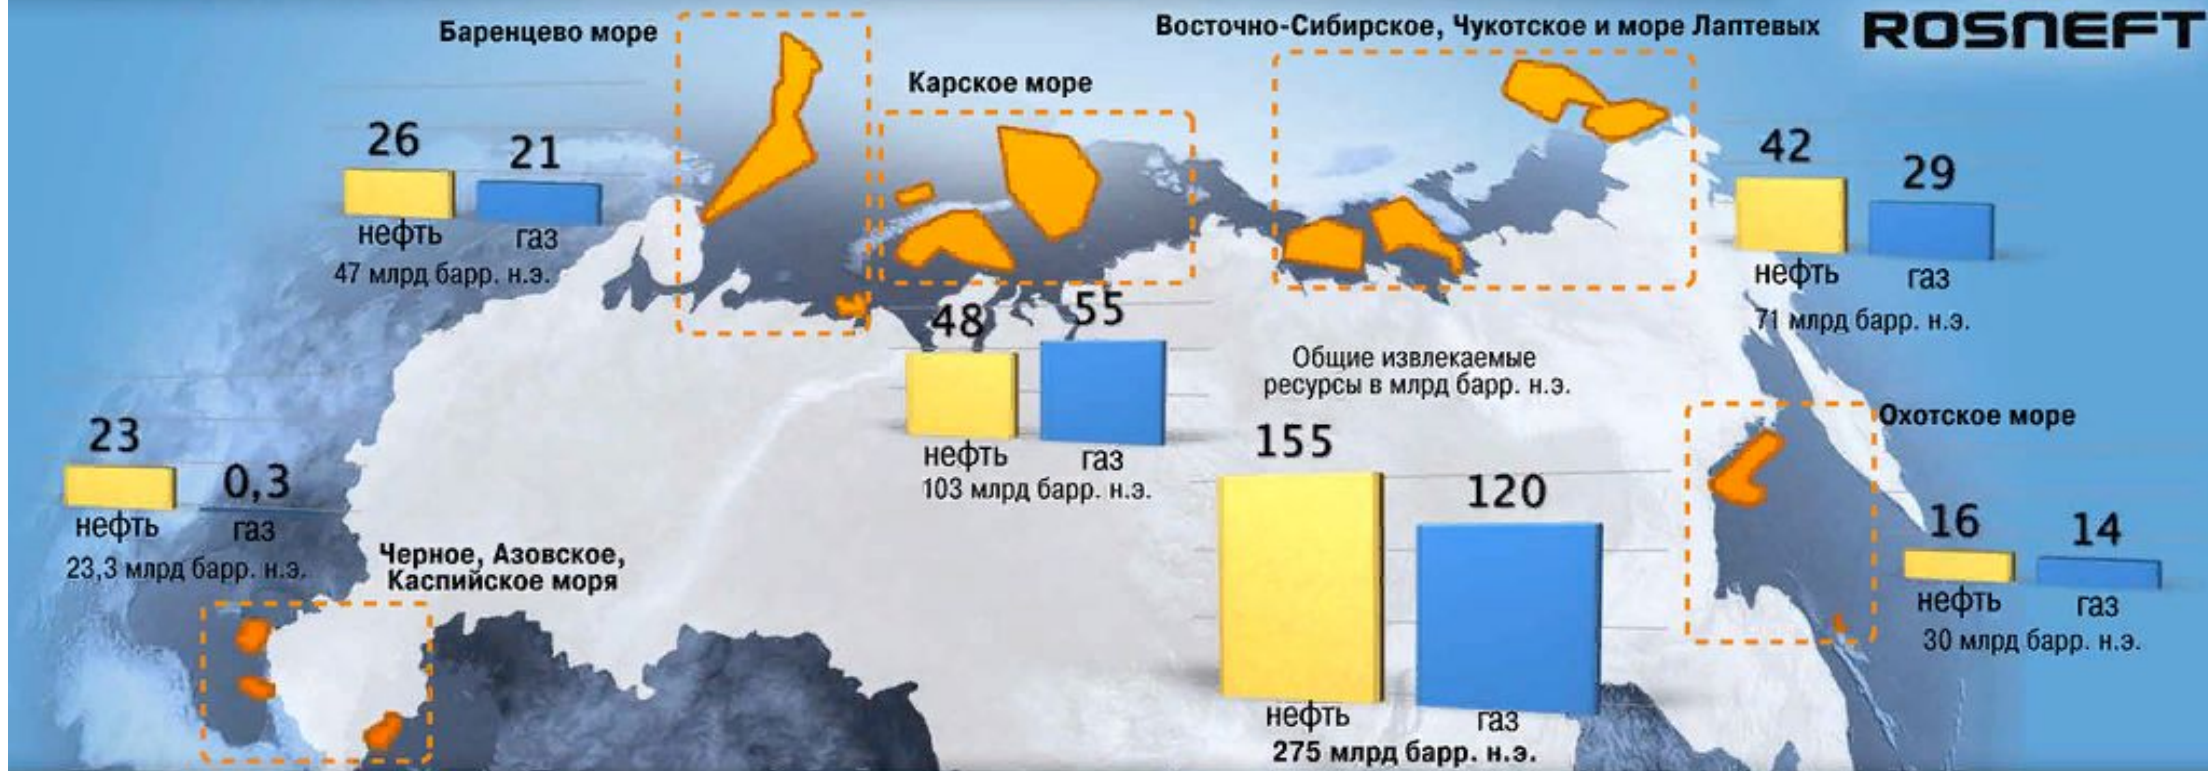 Баренцево море
Восточно-Сибирское, Чукотское и море Лаптевых
ROSNEFT
Карское море
26
21
нефть
газ
47 млрд барр. н.э.
42
29
нефть
газ
71 млрд барр. н.э.
48
55
нефть
газ
103 млрд барр. н.э.
Общие извлекаемые
ресурсы в млрд барр. н.э.
155
120
нефть
газ
275 млрд барр. н.э.
Охотское море
16
14
нефть
газ
30 млрд барр. н.э.
23
0,3
нефть
газ
23,3 млрд барр. н.э.
Черное, Азовское,
Каспийское моря